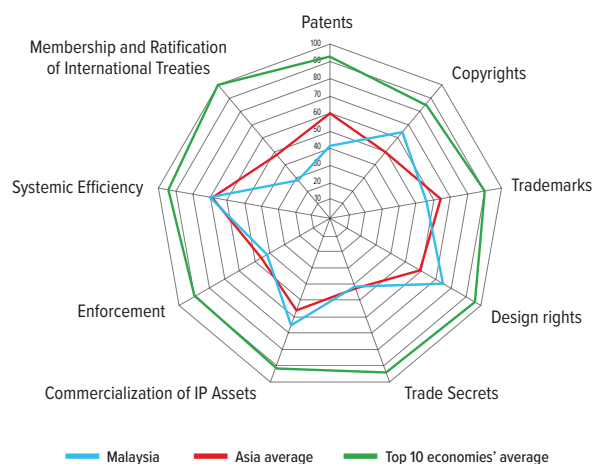 Patents
Membership and Ratification
of International Treaties
Copyrights
100
90
80
70
60
50
40
30
20
10
Systemic Efficiency
Trademarks
Enforcement
Design rights
Commercialization of IP Assets
Trade Secrets
Malaysia
Asia average
Top 10 economies' average